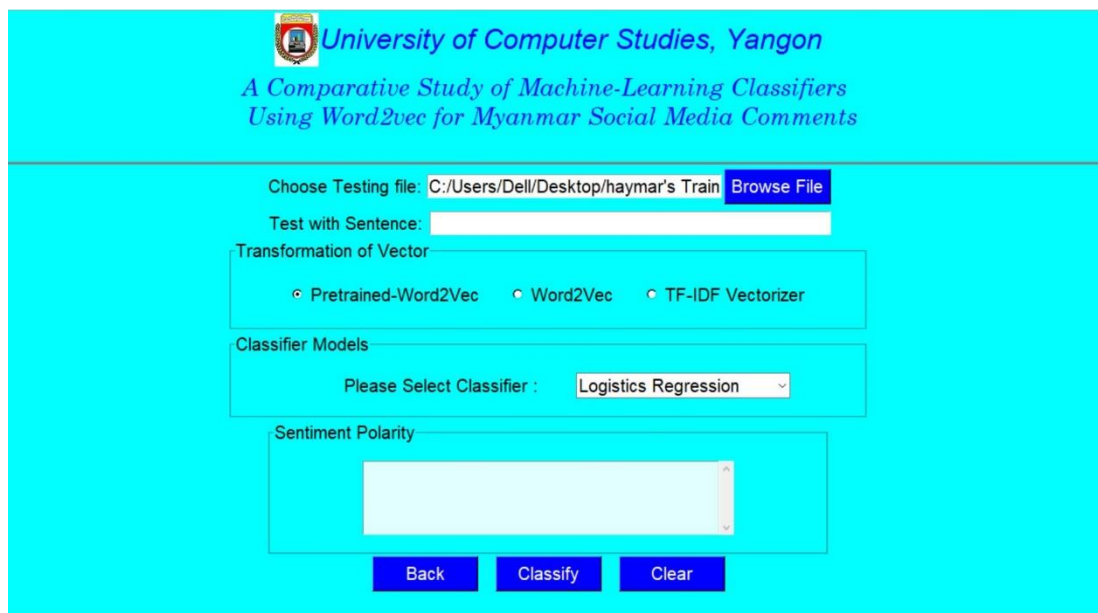 University of Computer Studies, Yangon
A Comparative Study of Machine-Learning Classifiers
Using Word2vec for Myanmar Social Media Comments
Choose Testing file: C:/Users/Dell/Desktop/haymar's Train Browse File
Test with Sentence:
Transformation of Vector
Pretrained-Word2Vec Word2Vec TF-IDF Vectorizer
Classifier Models
Please Select Classifier : Logistics Regression
Sentiment Polarity
Back Classify Clear